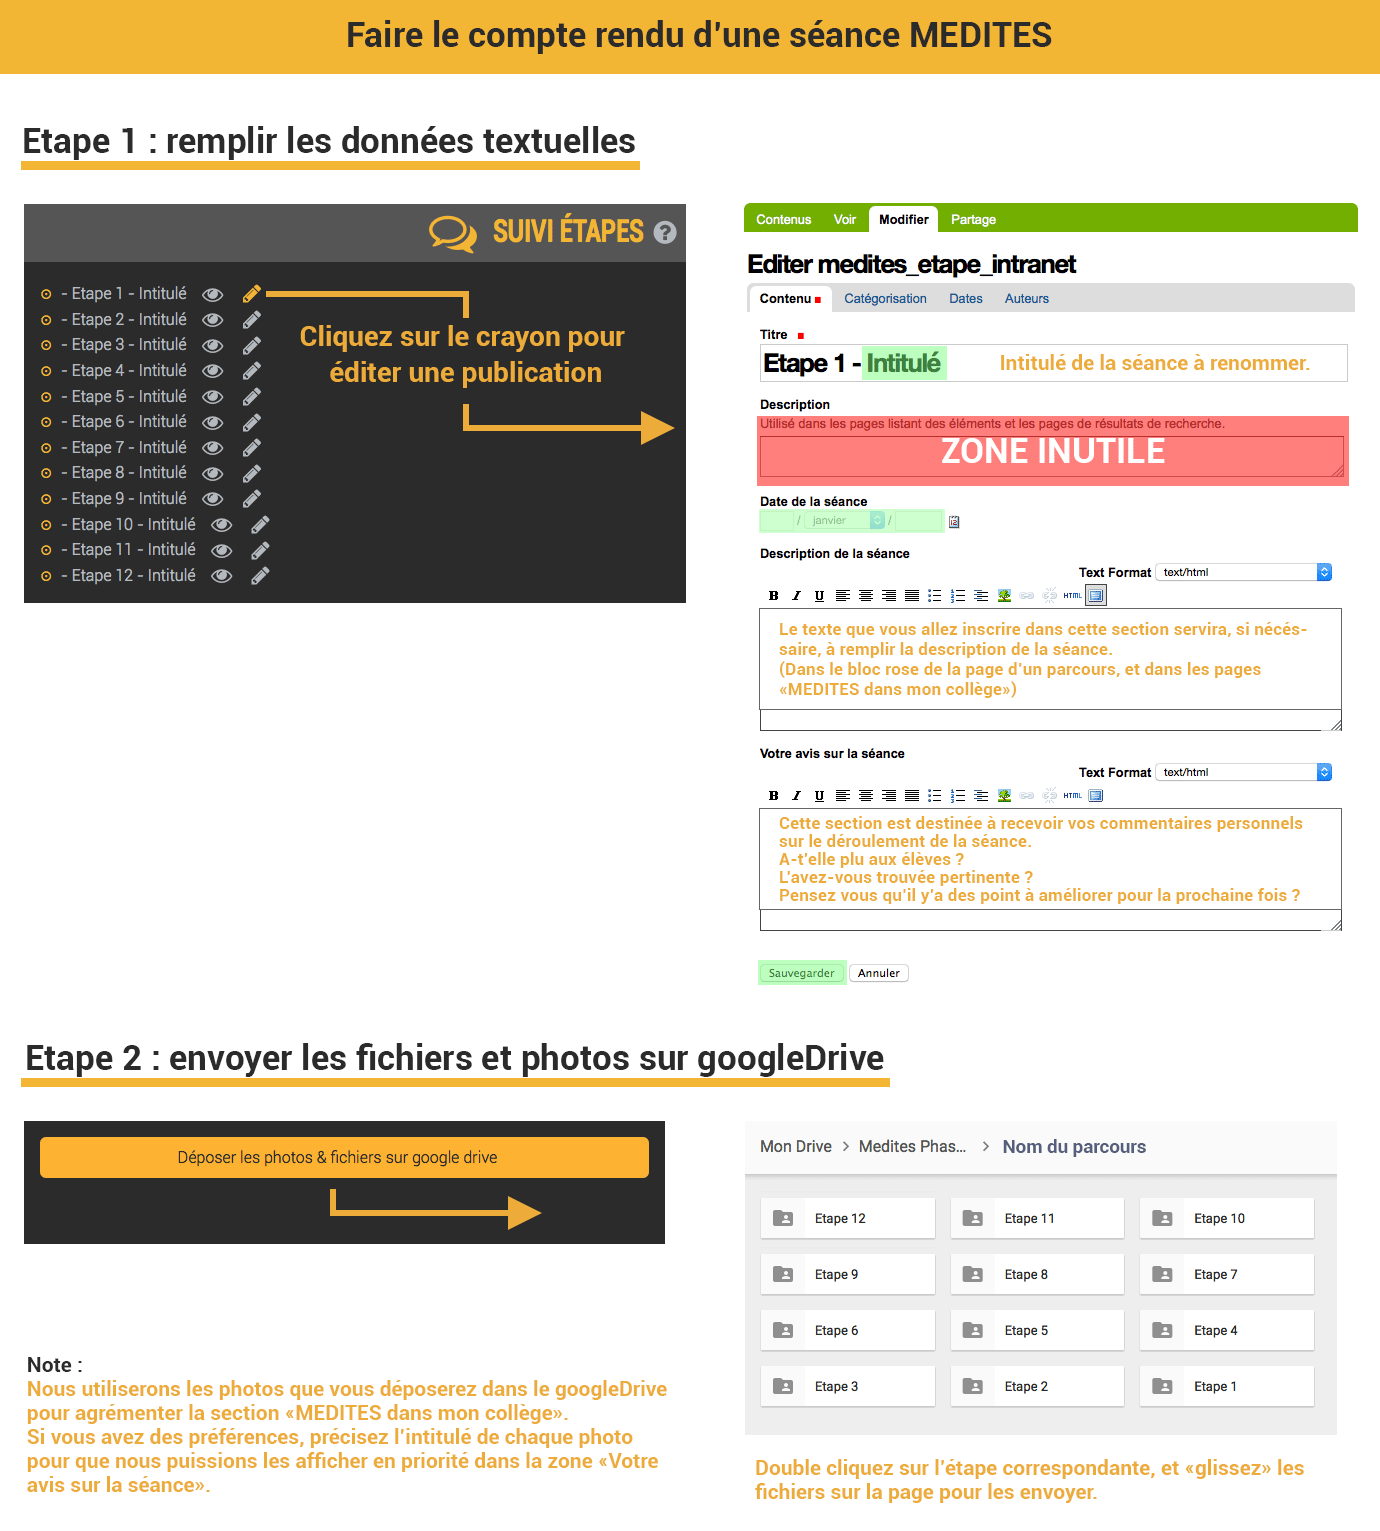 Faire le compte rendu d'une séance MEDITES
Etape 1 : remplir les données textuelles
SUIVI ÉTAPES ?
- Etape 1 - Intitulé
- Etape 2 - Intitulé
- Etape 3 - Intitulé
- Etape 4 - Intitulé
- Etape 5 - Intitulé
- Etape 6 - Intitulé
- Etape 7 - Intitulé
- Etape 8 - Intitulé
- Etape 9 - Intitulé
- Etape 10 - Intitulé
- Etape 11 - Intitulé
- Etape 12 - Intitulé
Cliquez sur le crayon pour
éditer une publication
Contenus Voir Modifier Partage
Editer medites_etape_intranet
Contenu Catégorisation Dates Auteurs
Titre
Etape 1 - Intitulé Intitulé de la séance à renommer.
Description
Utilisé dans les pages listant des éléments et les pages de résultats de recherche.
ZONE INUTILE
Date de la séance
/ janvier /
Description de la séance
Text Format text/html
B I U HTML
Le texte que vous allez inscrire dans cette section servira, si nécés-
saire, à remplir la description de la séance.
(Dans le bloc rose de la page d'un parcours, et dans les pages
«MEDITES dans mon collège»)
Votre avis sur la séance
Text Format text/html
B I U HTML
Cette section est destinée à recevoir vos commentaires personnels
sur le déroulement de la séance.
A-t'elle plu aux élèves ?
L'avez-vous trouvée pertinente ?
Pensez vous qu'il y'a des point à améliorer pour la prochaine fois ?
Sauvegarder Annuler
Etape 2 : envoyer les fichiers et photos sur googleDrive
Déposer les photos & fichiers sur google drive
Mon Drive > Medites Phas... > Nom du parcours
Etape 12 Etape 11 Etape 10
Etape 9 Etape 8 Etape 7
Etape 6 Etape 5 Etape 4
Etape 3 Etape 2 Etape 1
Note :
Nous utiliserons les photos que vous déposerez dans le googleDrive
pour agrémenter la section «MEDITES dans mon collège».
Si vous avez des préférences, précisez l'intitulé de chaque photo
pour que nous puissions les afficher en priorité dans la zone «Votre
avis sur la séance».
Double cliquez sur l'étape correspondante, et «glissez» les
fichiers sur la page pour les envoyer.